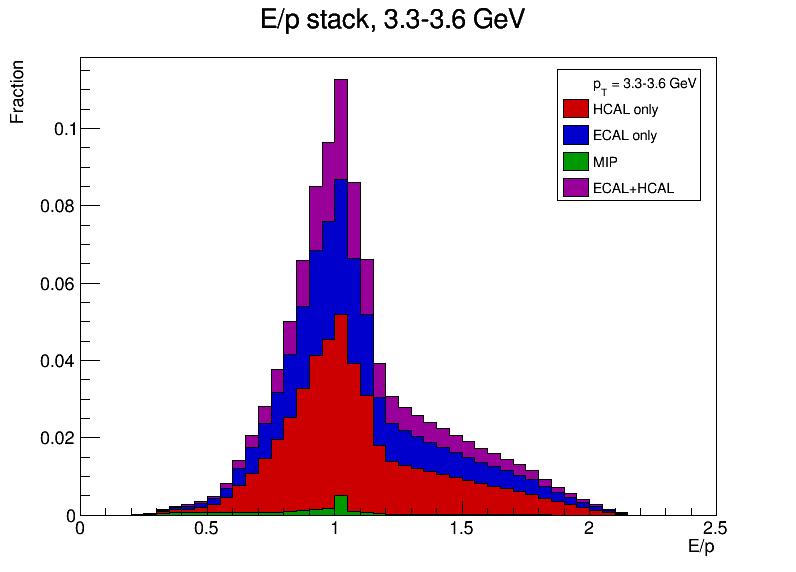 E/p stack, 3.3-3.6 GeV
Fraction
p_T = 3.3-3.6 GeV
HCAL only
ECAL only
MIP
ECAL+HCAL
0.1
0.08
0.06
0.04
0.02
0
0 0.5 1 1.5 2 2.5
E/p